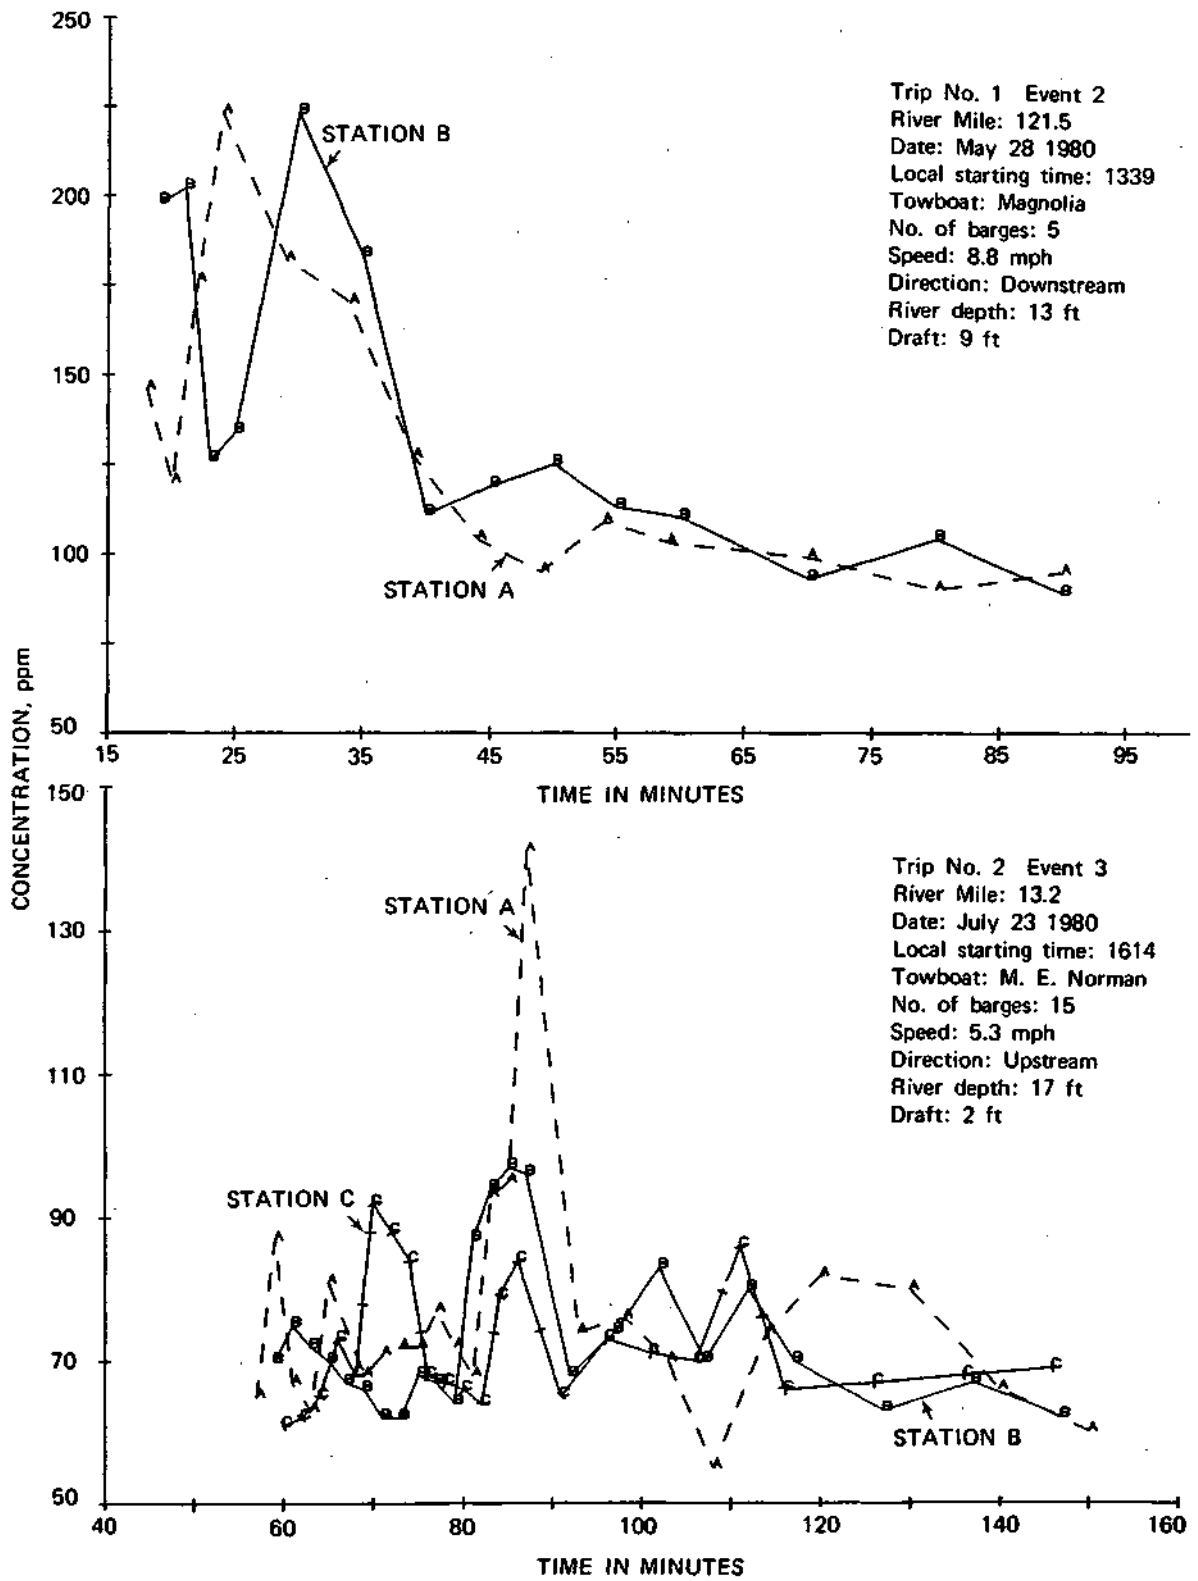 250
200
150
100
50
STATION B
STATION A
Trip No. 1 Event 2
River Mile: 121.5
Date: May 28 1980
Local starting time: 1339
Towboat: Magnolia
No. of barges: 5
Speed: 8.8 mph
Direction: Downstream
River depth: 13 ft
Draft: 9 ft
15 25 35 45 55 65 75 85 95
TIME IN MINUTES
CONCENTRATION, ppm
150
130
110
90
70
50
STATION A
STATION C
STATION B
Trip No. 2 Event 3
River Mile: 13.2
Date: July 23 1980
Local starting time: 1614
Towboat: M. E. Norman
No. of barges: 15
Speed: 5.3 mph
Direction: Upstream
River depth: 17 ft
Draft: 2 ft
40 60 80 100 120 140 160
TIME IN MINUTES